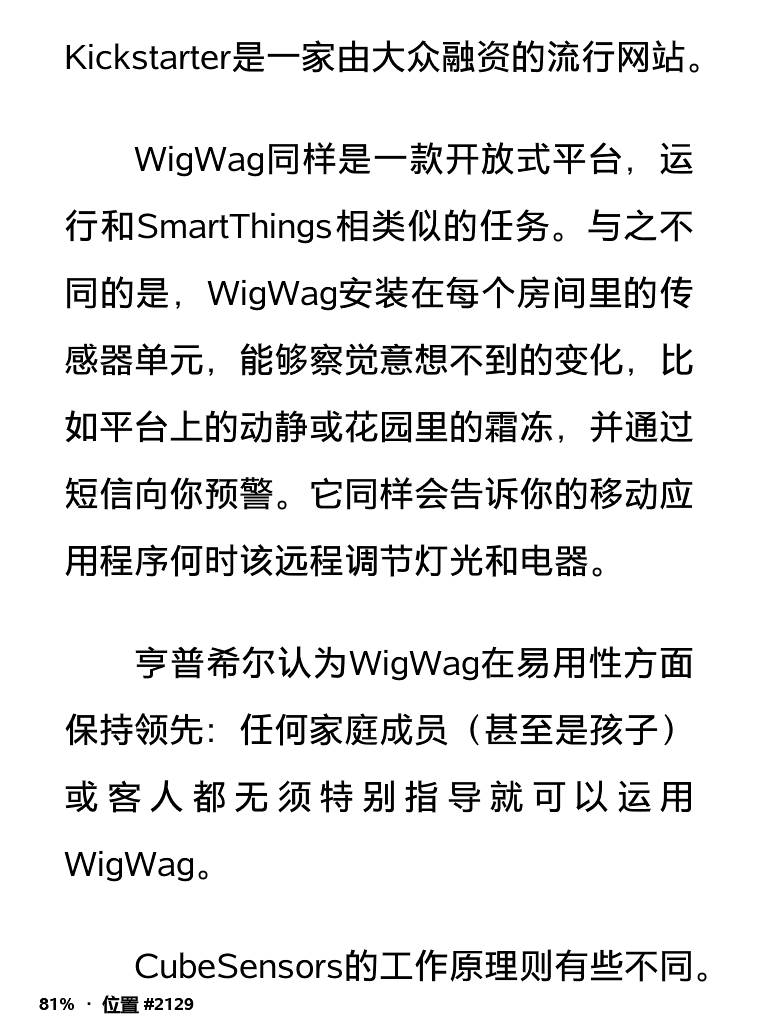 Kickstarter是一家由大众融资的流行网站。
WigWag同样是一款开放式平台，运
行和SmartThings相类似的任务。与之不
同的是，WigWag安装在每个房间里的传
感器单元，能够察觉意想不到的变化，比
如平台上的动静或花园里的霜冻，并通过
短信向你预警。它同样会告诉你的移动应
用程序何时该远程调节灯光和电器。
亨普希尔认为WigWag在易用性方面
保持领先：任何家庭成员（甚至是孩子）
或客人都无须特别指导就可以运用
WigWag。
CubeSensors的工作原理则有些不同。
81% · 位置 #2129